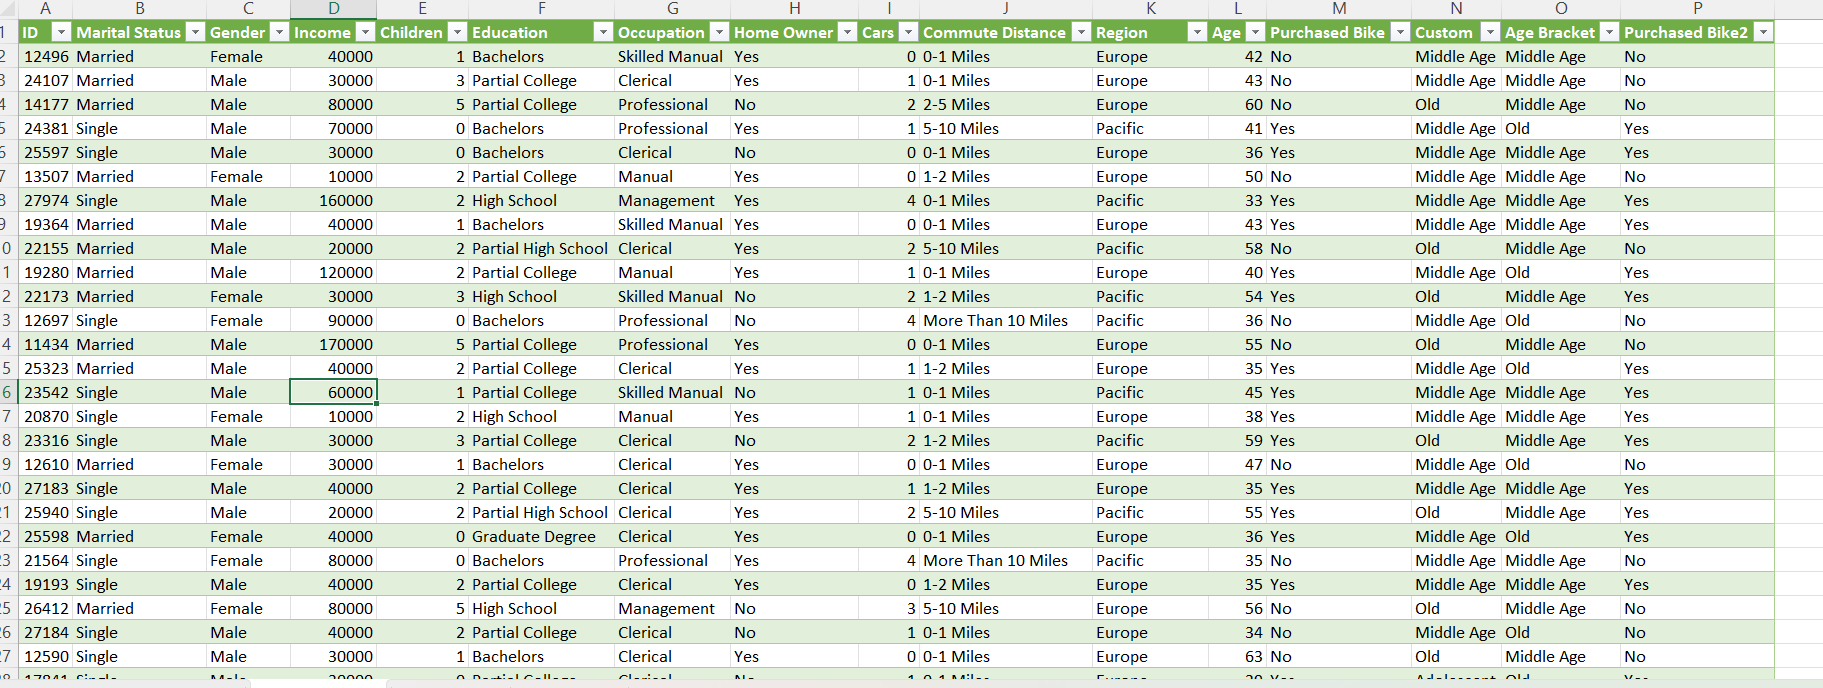 A B C D E F G H I J K L M N O P
1 ID Marital Status Gender Income Children Education Occupation Home Owner Cars Commute Distance Region Age Purchased Bike Custom Age Bracket Purchased Bike2
2 12496 Married Female 40000 1 Bachelors Skilled Manual Yes 0 0-1 Miles Europe 42 No Middle Age Middle Age No
3 24107 Married Male 30000 3 Partial College Clerical Yes 1 0-1 Miles Europe 43 No Middle Age Middle Age No
4 14177 Married Male 80000 5 Partial College Professional No 2 2-5 Miles Europe 60 No Old Middle Age No
5 24381 Single Male 70000 0 Bachelors Professional Yes 1 5-10 Miles Pacific 41 Yes Middle Age Old Yes
6 25597 Single Male 30000 0 Bachelors Clerical No 0 0-1 Miles Europe 36 Yes Middle Age Middle Age Yes
7 13507 Married Female 10000 2 Partial College Manual Yes 0 1-2 Miles Europe 50 No Middle Age Middle Age No
8 27974 Single Male 160000 2 High School Management Yes 4 0-1 Miles Pacific 33 Yes Middle Age Middle Age Yes
9 19364 Married Male 40000 1 Bachelors Skilled Manual Yes 0 0-1 Miles Europe 43 Yes Middle Age Middle Age Yes
0 22155 Married Male 20000 2 Partial High School Clerical Yes 2 5-10 Miles Pacific 58 No Old Middle Age No
1 19280 Married Male 120000 2 Partial College Manual Yes 1 0-1 Miles Europe 40 Yes Middle Age Old Yes
2 22173 Married Female 30000 3 High School Skilled Manual No 2 1-2 Miles Pacific 54 Yes Old Middle Age Yes
3 12697 Single Female 90000 0 Bachelors Professional No 4 More Than 10 Miles Pacific 36 No Middle Age Old No
4 11434 Married Male 170000 5 Partial College Professional Yes 0 0-1 Miles Europe 55 No Old Middle Age No
5 25323 Married Male 40000 2 Partial College Clerical Yes 1 1-2 Miles Europe 35 Yes Middle Age Old Yes
6 23542 Single Male 60000 1 Partial College Skilled Manual No 1 0-1 Miles Pacific 45 Yes Middle Age Middle Age Yes
7 20870 Single Female 10000 2 High School Manual Yes 1 0-1 Miles Europe 38 Yes Middle Age Middle Age Yes
8 23316 Single Male 30000 3 Partial College Clerical No 2 1-2 Miles Pacific 59 Yes Old Middle Age Yes
9 12610 Married Female 30000 1 Bachelors Clerical Yes 0 0-1 Miles Europe 47 No Middle Age Old No
20 27183 Single Male 40000 2 Partial College Clerical Yes 1 1-2 Miles Europe 35 Yes Middle Age Middle Age Yes
21 25940 Single Male 20000 2 Partial High School Clerical Yes 2 5-10 Miles Pacific 55 Yes Old Middle Age Yes
22 25598 Married Female 40000 0 Graduate Degree Clerical Yes 0 0-1 Miles Europe 36 Yes Middle Age Old Yes
23 21564 Single Female 80000 0 Bachelors Professional Yes 4 More Than 10 Miles Pacific 35 No Middle Age Middle Age No
24 19193 Single Male 40000 2 Partial College Clerical Yes 0 1-2 Miles Europe 35 Yes Middle Age Middle Age Yes
25 26412 Married Female 80000 5 High School Management No 3 5-10 Miles Europe 56 No Old Middle Age No
26 27184 Single Male 40000 2 Partial College Clerical No 1 0-1 Miles Europe 34 No Middle Age Old No
27 12590 Single Male 30000 1 Bachelors Clerical Yes 0 0-1 Miles Europe 63 No Old Middle Age No